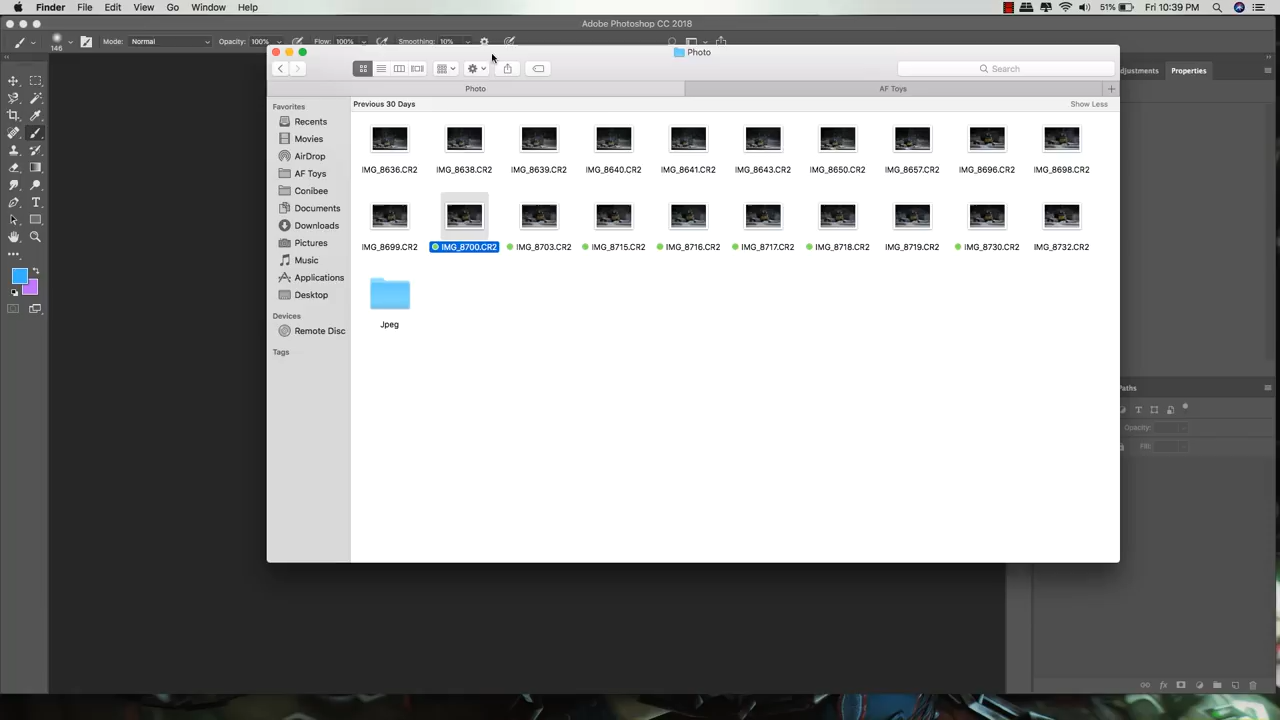 Finder File Edit View Go Window Help 51% Fri 10:39 PM
Adobe Photoshop CC 2018
146 Mode: Normal Opacity: 100% Flow: 100% Smoothing: 10%
Photo
Search
Photo AF Toys
Properties
Previous 30 Days Show Less
Favorites
Recents
Movies
AirDrop
AF Toys
Conibee
Documents
Downloads
Pictures
Music
Applications
Desktop
Devices
Remote Disc
Tags
IMG_8636.CR2 IMG_8638.CR2 IMG_8639.CR2 IMG_8640.CR2 IMG_8641.CR2 IMG_8643.CR2 IMG_8650.CR2 IMG_8657.CR2 IMG_8696.CR2 IMG_8698.CR2
IMG_8699.CR2 IMG_8700.CR2 IMG_8703.CR2 IMG_8715.CR2 IMG_8716.CR2 IMG_8717.CR2 IMG_8718.CR2 IMG_8719.CR2 IMG_8730.CR2 IMG_8732.CR2
Jpeg
djustments
Paths
Opacity:
Fill: